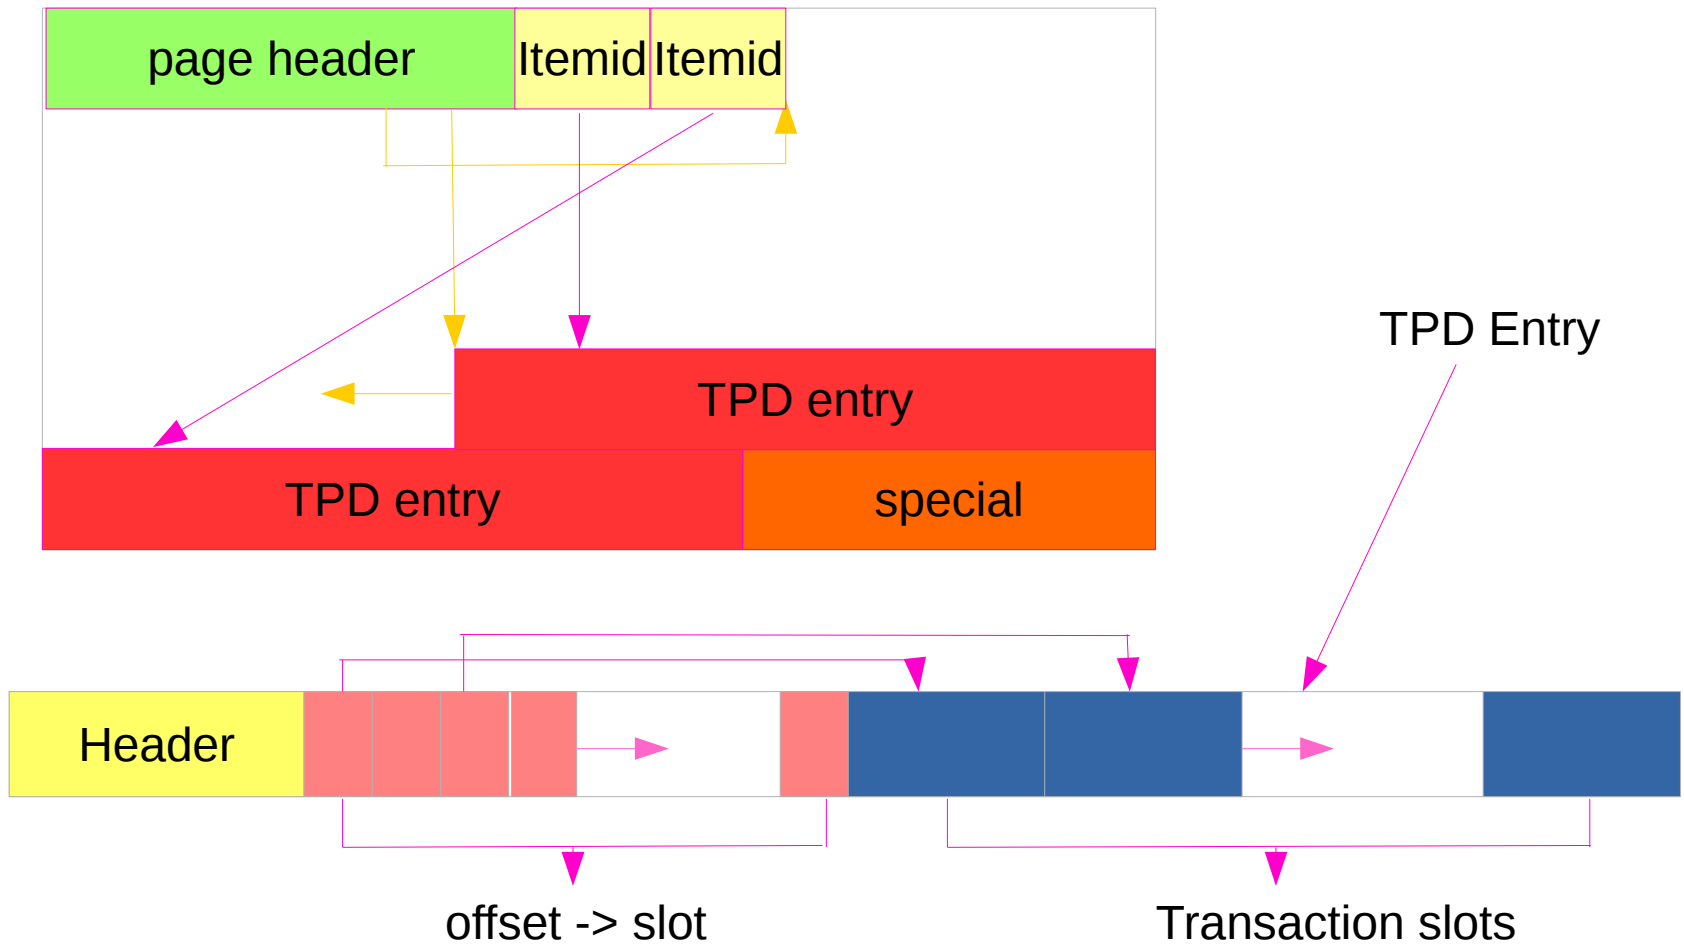 page header
Itemid
Itemid
TPD Entry
TPD entry
TPD entry
special
Header
offset -> slot
Transaction slots